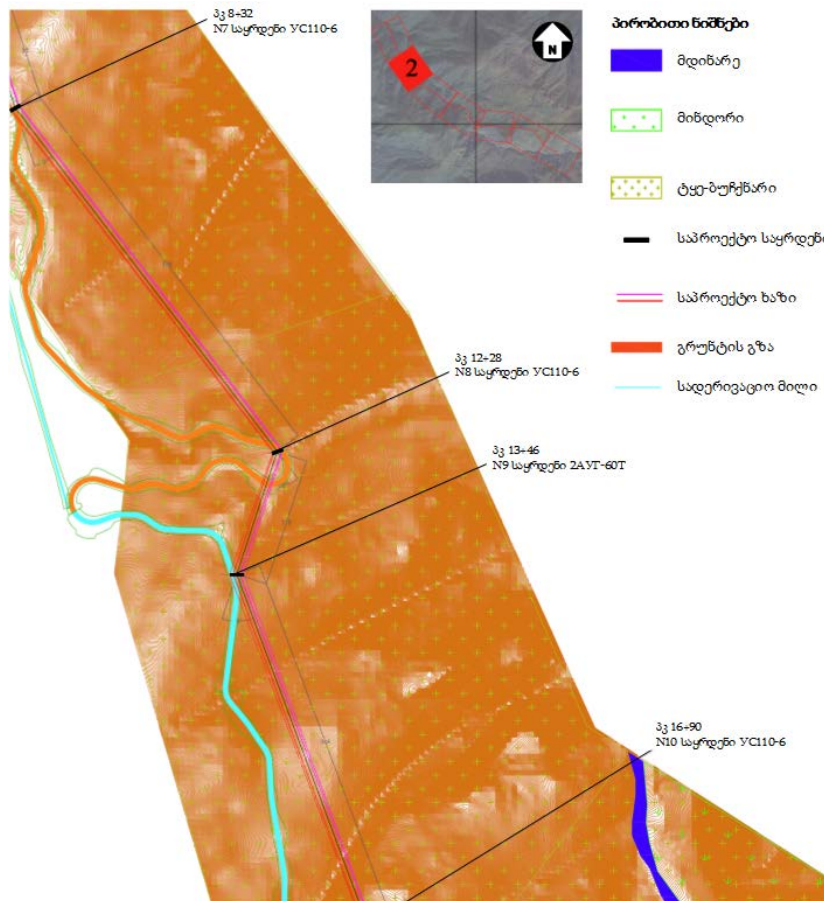 პკ 8+32
N7 საყრდენი УС110-6
2
N
პირობითი ნიშნები
მდინარე
მინდორი
ტყე-ბუჩქნარი
საპროექტო საყრდენი
საპროექტო ხაზი
გრუნტის გზა
სადერივაციო მილი
პკ 12+28
N8 საყრდენი УС110-6
პკ 13+46
N9 საყრდენი 2АУГ-60Т
პკ 16+90
N10 საყრდენი УС110-6